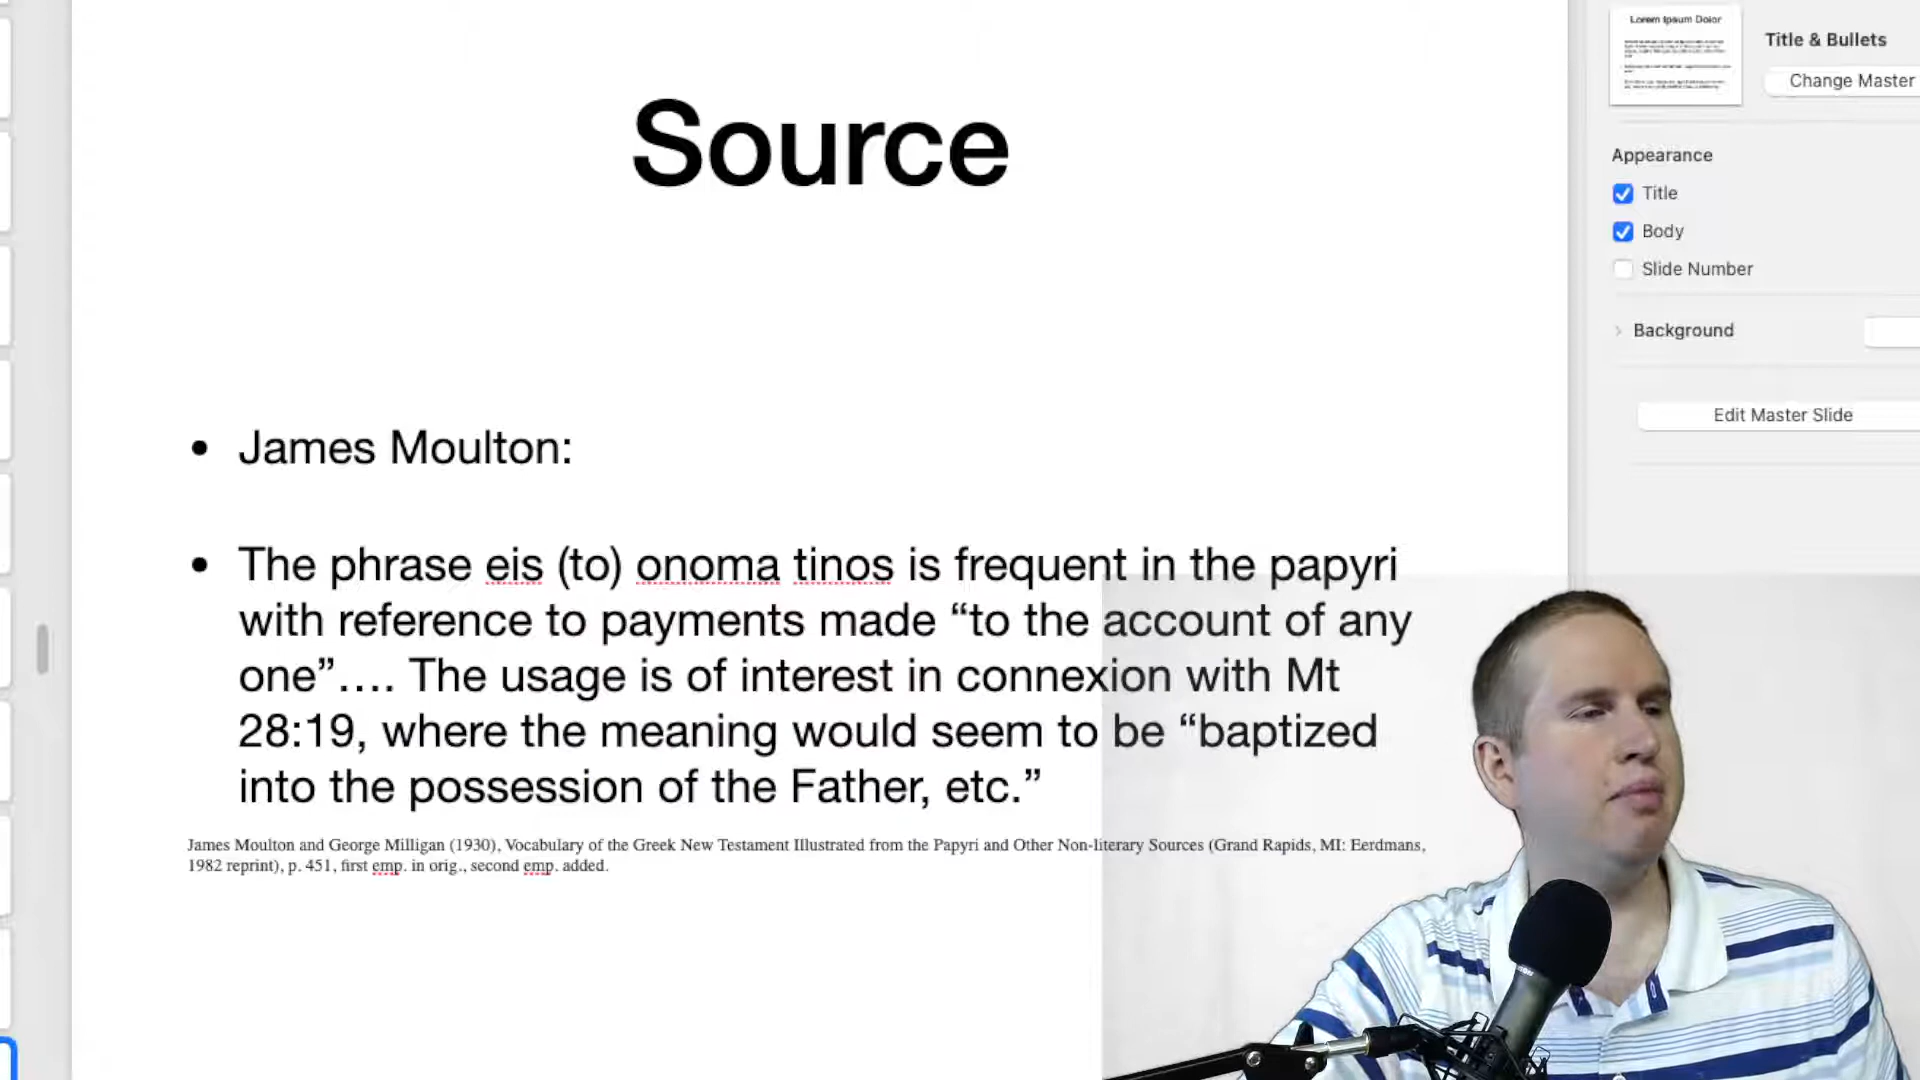 Lorem Ipsum Dolor
Title & Bullets
Change Master
Source
Appearance
Title
Body
Slide Number
Background
Edit Master Slide
• James Moulton:
• The phrase eis (to) onoma tinos is frequent in the papyri
with reference to payments made “to the account of any
one”…. The usage is of interest in connexion with Mt
28:19, where the meaning would seem to be “baptized
into the possession of the Father, etc.”
James Moulton and George Milligan (1930), Vocabulary of the Greek New Testament Illustrated from the Papyri and Other Non-literary Sources (Grand Rapids, MI: Eerdmans,
1982 reprint), p. 451, first emp. in orig., second emp. added.